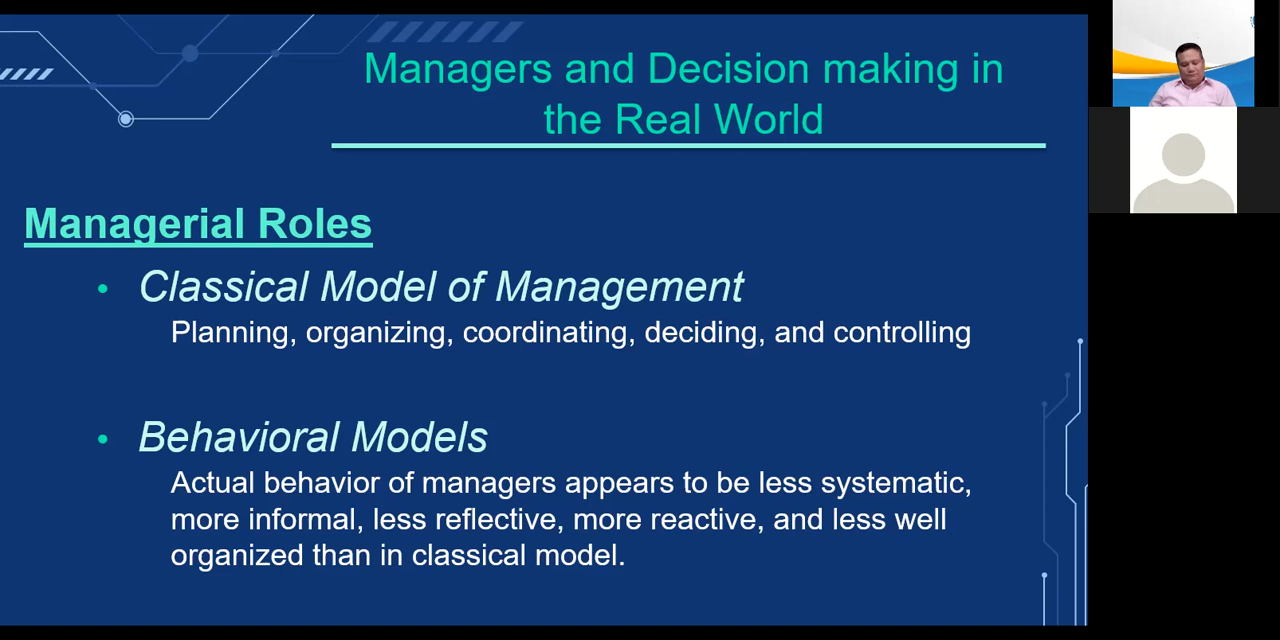 Managers and Decision making in
the Real World
Managerial Roles
• Classical Model of Management
Planning, organizing, coordinating, deciding, and controlling
• Behavioral Models
Actual behavior of managers appears to be less systematic,
more informal, less reflective, more reactive, and less well
organized than in classical model.